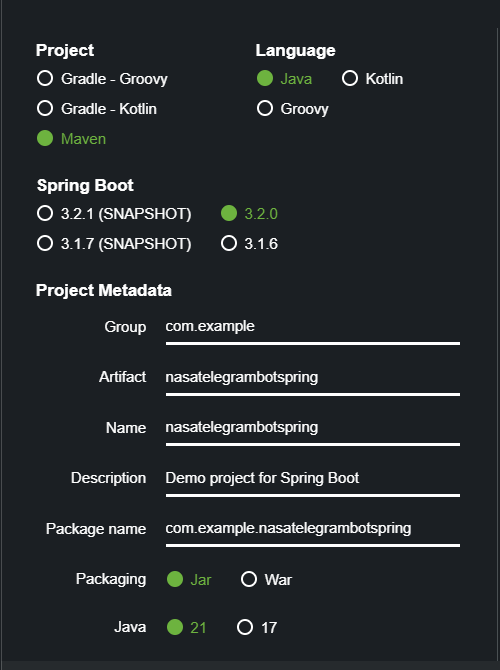 Project
Gradle - Groovy
Gradle - Kotlin
Maven
Language
Java Kotlin
Groovy
Spring Boot
3.2.1 (SNAPSHOT) 3.2.0
3.1.7 (SNAPSHOT) 3.1.6
Project Metadata
Group com.example
Artifact nasatelegrambotspring
Name nasatelegrambotspring
Description Demo project for Spring Boot
Package name com.example.nasatelegrambotspring
Packaging Jar War
Java 21 17